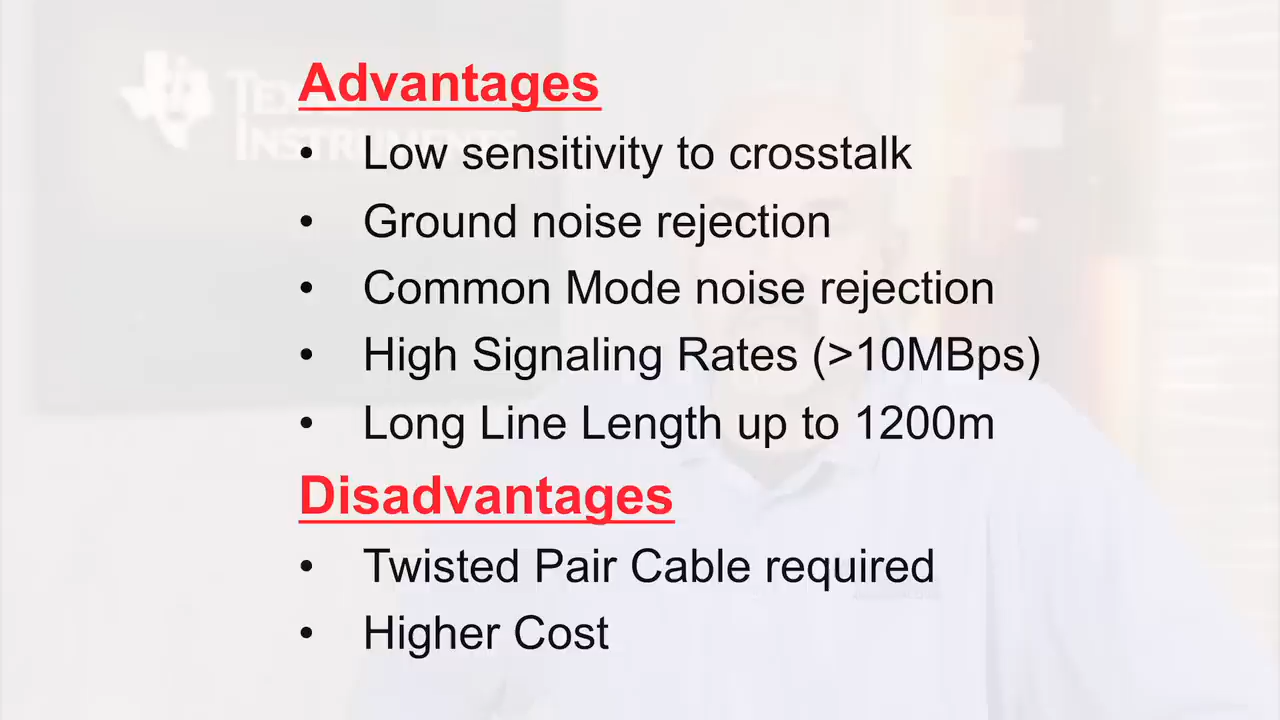 Advantages
• Low sensitivity to crosstalk
• Ground noise rejection
• Common Mode noise rejection
• High Signaling Rates (>10MBps)
• Long Line Length up to 1200m
Disadvantages
• Twisted Pair Cable required
• Higher Cost